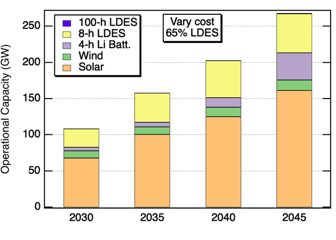 100-h LDES
8-h LDES
4-h Li Batt.
Wind
Solar
Vary cost
65% LDES
Operational Capacity (GW)
250
200
150
100
50
0
2030 2035 2040 2045